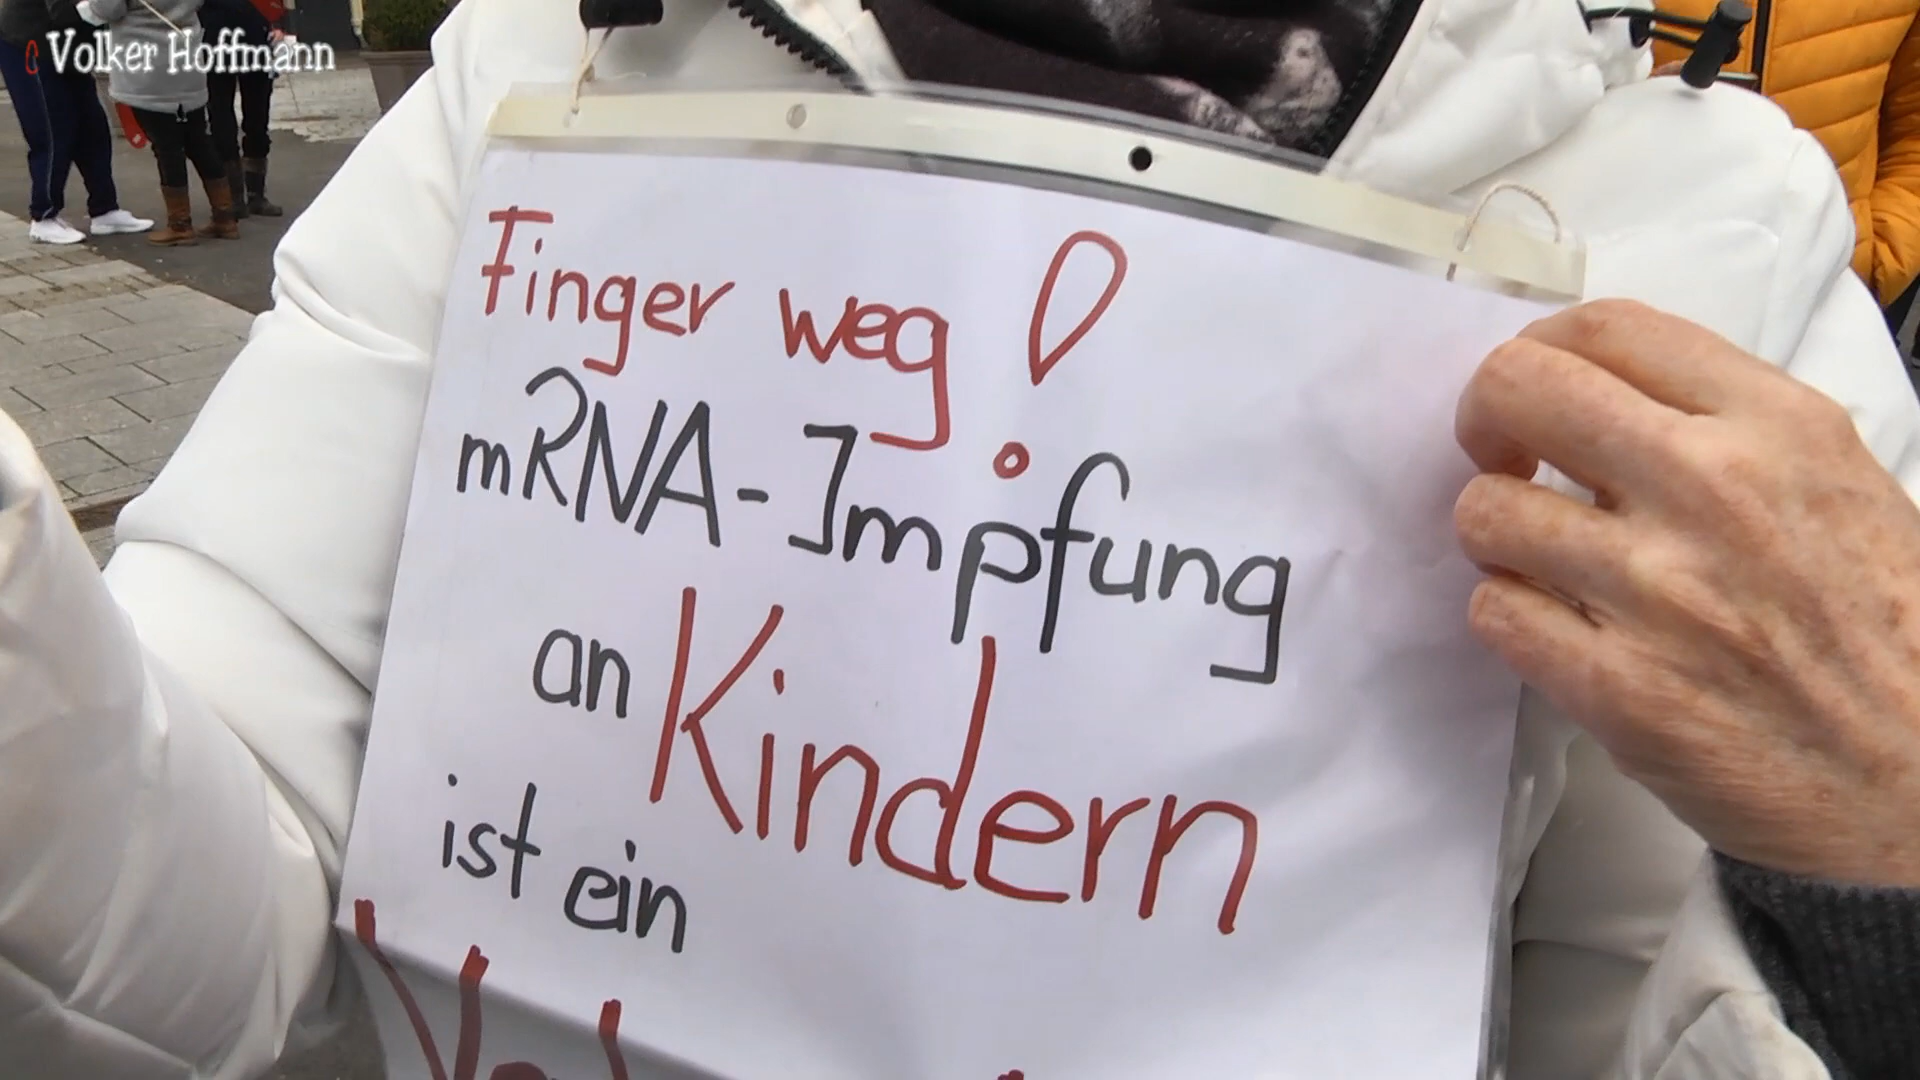 Volker Hoffmann
Finger weg!
mRNA-Impfung
an Kindern
ist ein